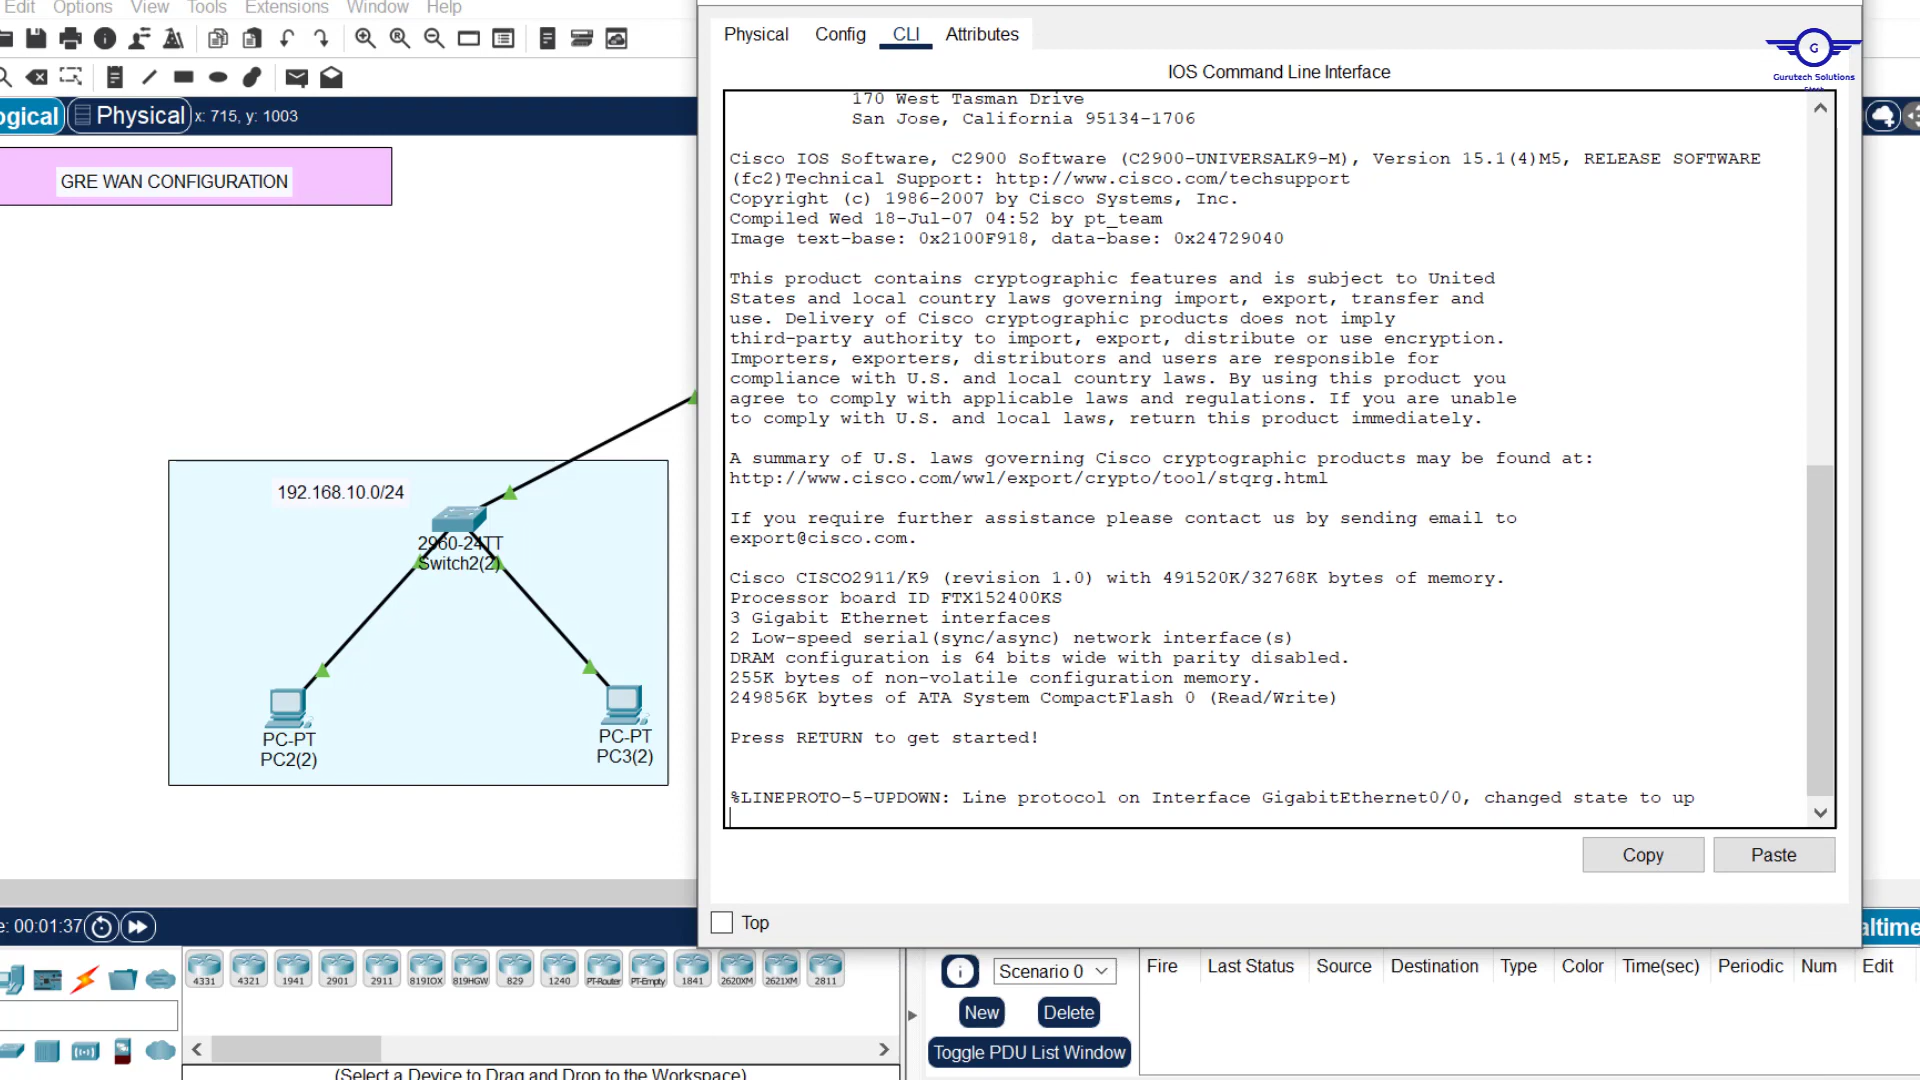 Edit Options View Tools Extensions Window Help
Logical Physical x: 715, y: 1003
GRE WAN CONFIGURATION
192.168.10.0/24
2960-24TT
Switch2(2)
PC-PT
PC2(2)
PC-PT
PC3(2)
Physical Config CLI Attributes
G
Gurutech Solutions
IOS Command Line Interface
170 West Tasman Drive
San Jose, California 95134-1706
Cisco IOS Software, C2900 Software (C2900-UNIVERSALK9-M), Version 15.1(4)M5, RELEASE SOFTWARE
(fc2)Technical Support: http://www.cisco.com/techsupport
Copyright (c) 1986-2007 by Cisco Systems, Inc.
Compiled Wed 18-Jul-07 04:52 by pt_team
Image text-base: 0x2100F918, data-base: 0x24729040
This product contains cryptographic features and is subject to United
States and local country laws governing import, export, transfer and
use. Delivery of Cisco cryptographic products does not imply
third-party authority to import, export, distribute or use encryption.
Importers, exporters, distributors and users are responsible for
compliance with U.S. and local country laws. By using this product you
agree to comply with applicable laws and regulations. If you are unable
to comply with U.S. and local laws, return this product immediately.
A summary of U.S. laws governing Cisco cryptographic products may be found at:
http://www.cisco.com/wwl/export/crypto/tool/stqrg.html
If you require further assistance please contact us by sending email to
export@cisco.com.
Cisco CISCO2911/K9 (revision 1.0) with 491520K/32768K bytes of memory.
Processor board ID FTX152400KS
3 Gigabit Ethernet interfaces
2 Low-speed serial(sync/async) network interface(s)
DRAM configuration is 64 bits wide with parity disabled.
255K bytes of non-volatile configuration memory.
249856K bytes of ATA System CompactFlash 0 (Read/Write)
Press RETURN to get started!
%LINEPROTO-5-UPDOWN: Line protocol on Interface GigabitEthernet0/0, changed state to up
Copy Paste
Top
e: 00:01:37
altime
4331 4321 1941 2901 2911 819IOX 819HGW 829 1240 PT-Router PT-Empty 1841 2620XM 2621XM 2811
(Select a Device to Drag and Drop to the Workspace)
Scenario 0
New Delete
Toggle PDU List Window
Fire Last Status Source Destination Type Color Time(sec) Periodic Num Edit